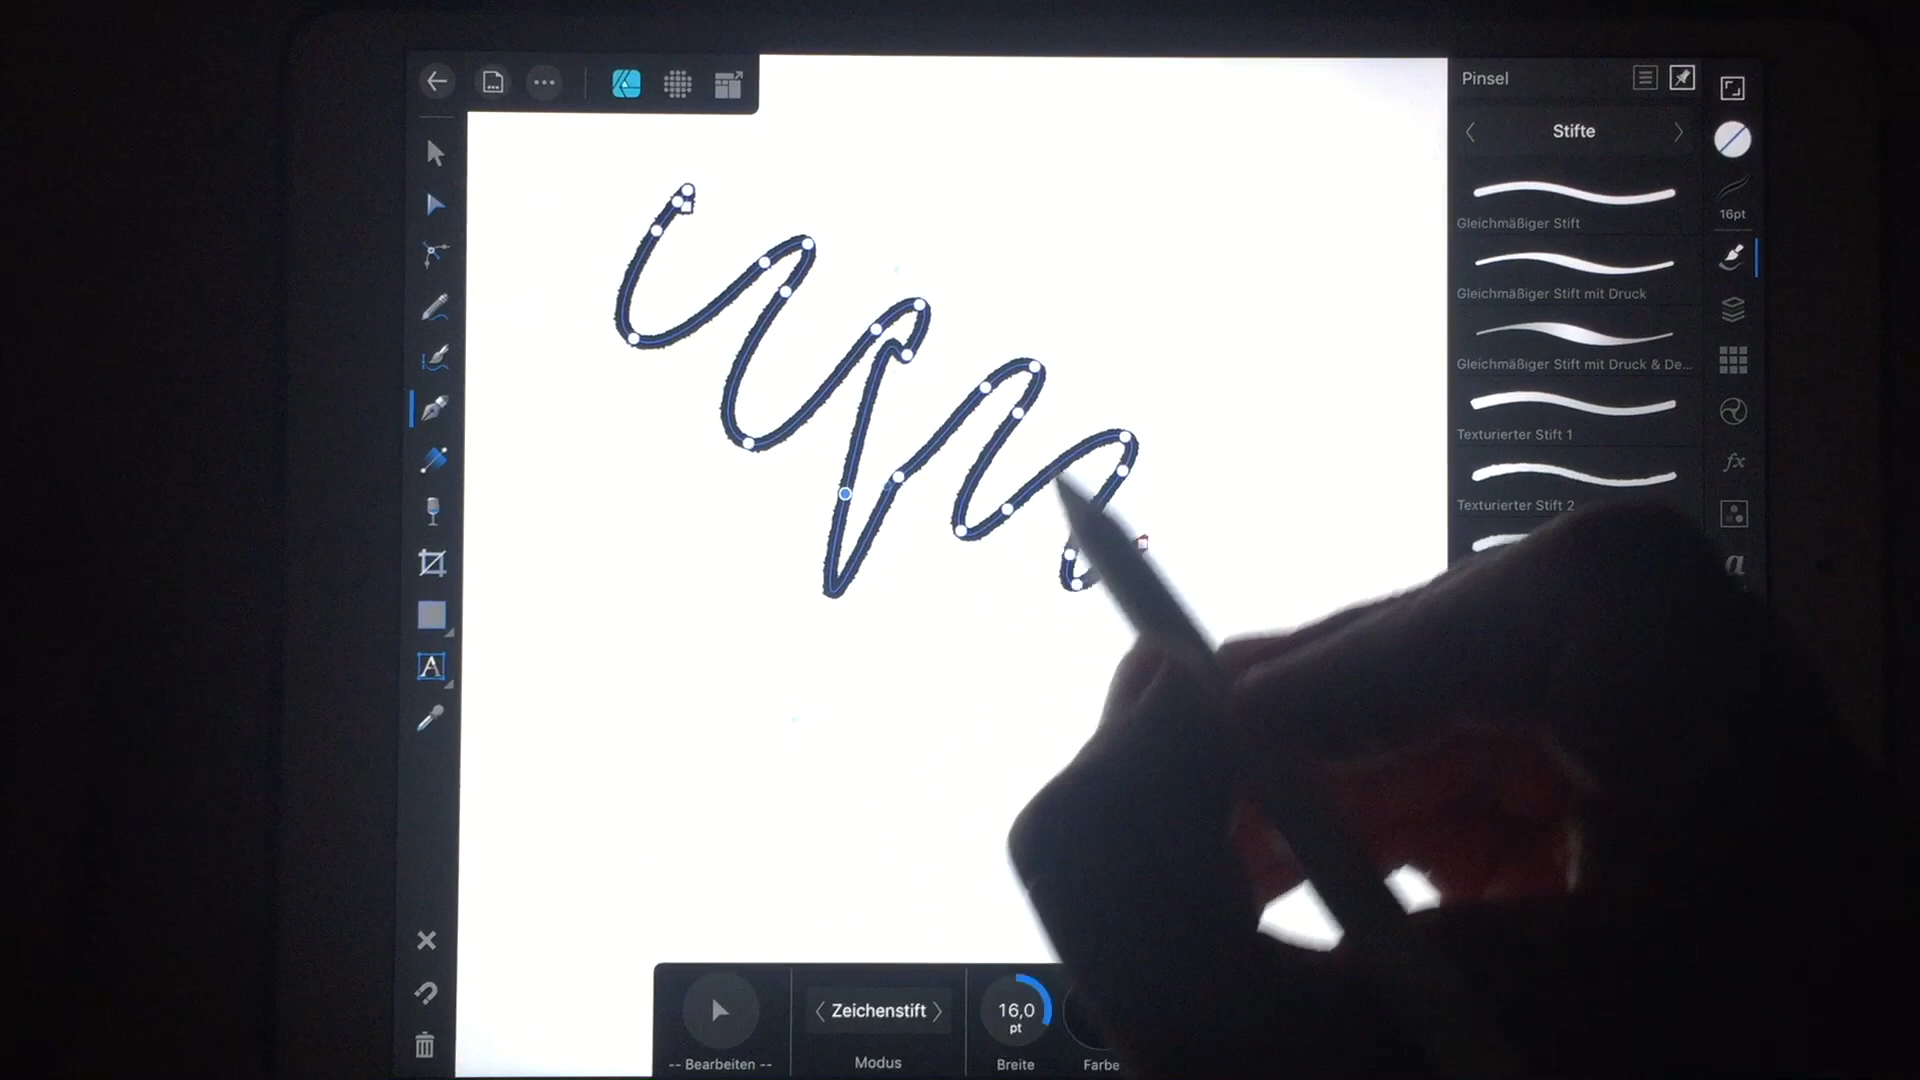 Pinsel
Stifte
Gleichmäßiger Stift
16pt
Gleichmäßiger Stift mit Druck
Gleichmäßiger Stift mit Druck & De...
Texturierter Stift 1
fx
Texturierter Stift 2
a
A
Zeichenstift
16,0
pt
-- Bearbeiten --
Modus
Breite
Farbe